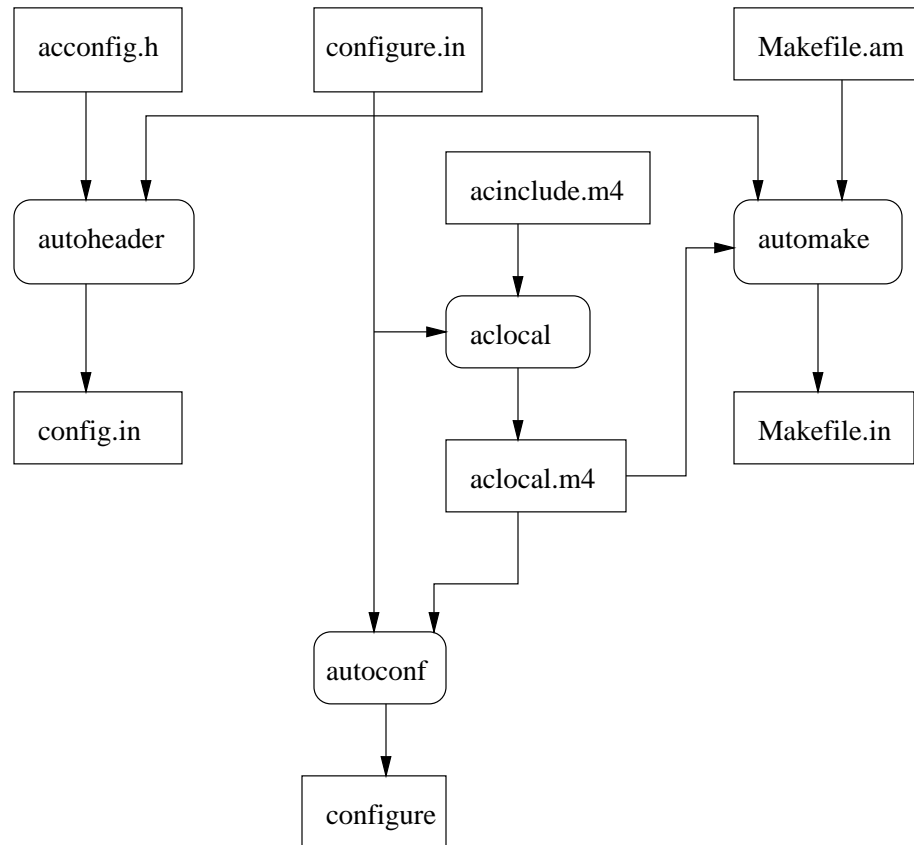 acconfig.h
configure.in
Makefile.am
acinclude.m4
autoheader
automake
aclocal
config.in
Makefile.in
aclocal.m4
autoconf
configure